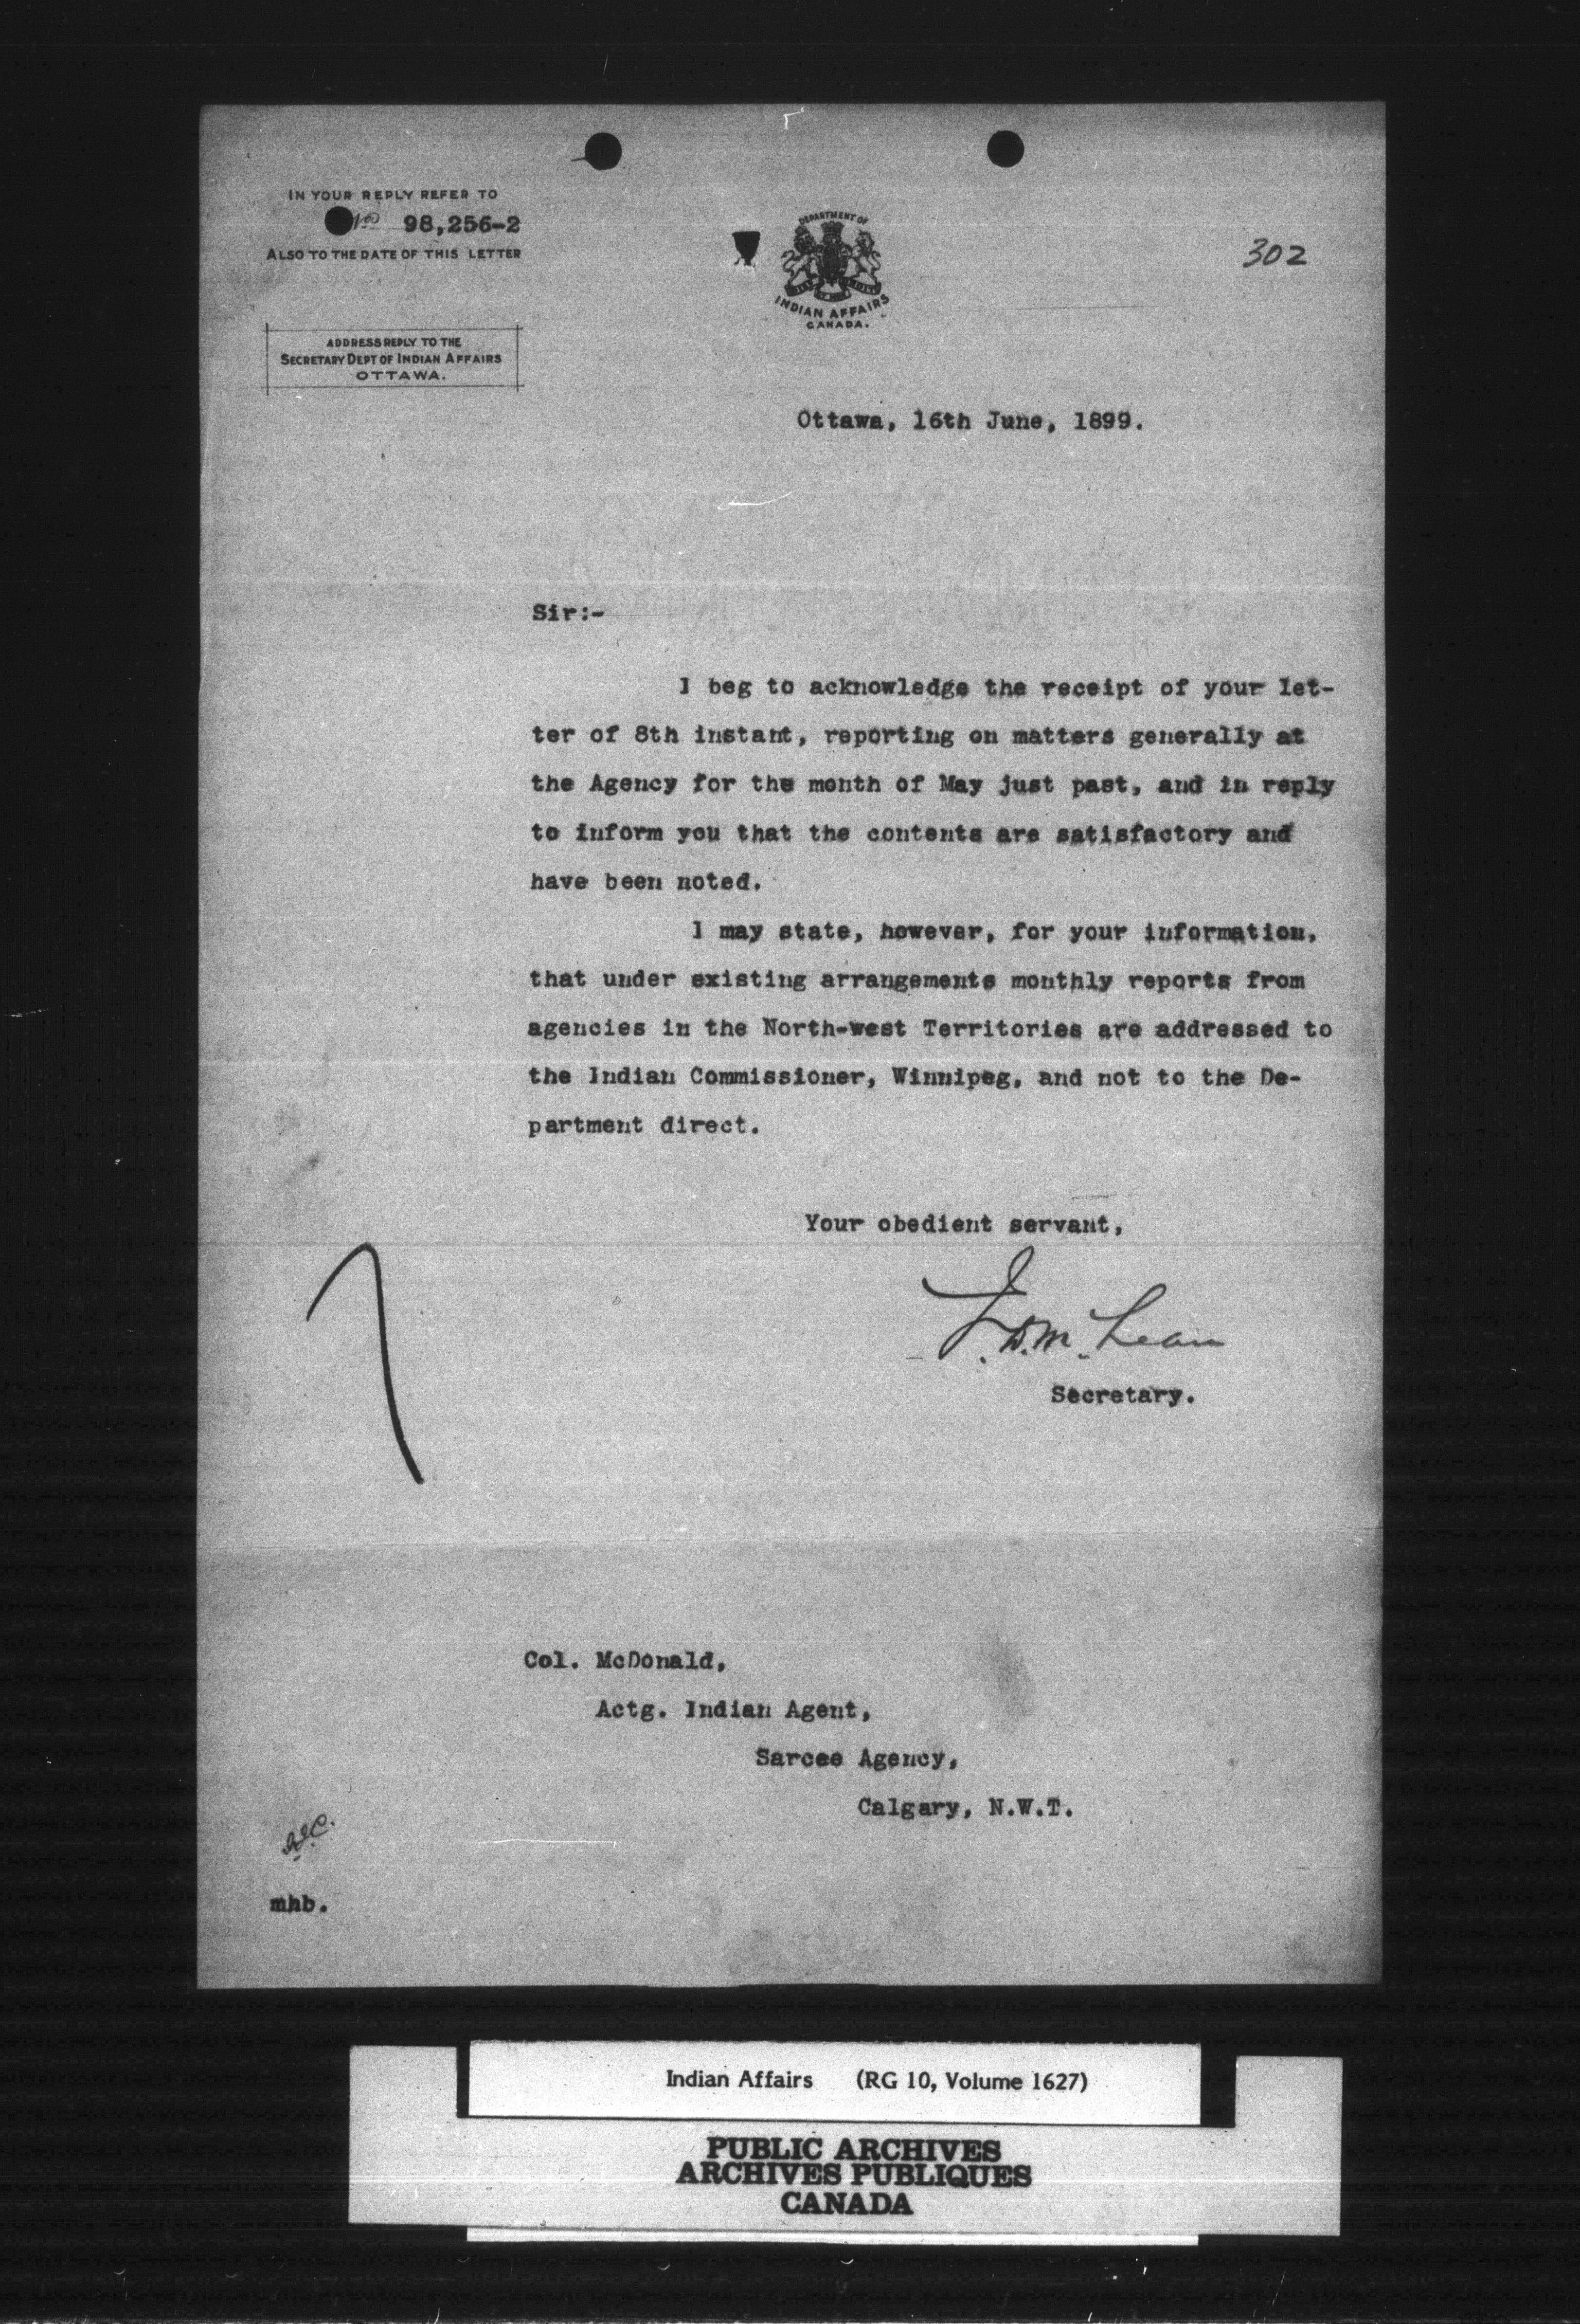 IN YOUR REPLY REFER TO
No 98,256-2
ALSO TO THE DATE OF THIS LETTER
ADDRESS REPLY TO THE
SECRETARY DEPT OF INDIAN AFFAIRS
OTTAWA.
DEPARTMENT OF
INDIAN AFFAIRS
CANADA.
302
Ottawa, 16th June, 1899.
Sir:-
I beg to acknowledge the receipt of your let-
ter of 8th instant, reporting on matters generally at
the Agency for the month of May just past, and in reply
to inform you that the contents are satisfactory and
have been noted.
I may state, however, for your information,
that under existing arrangements monthly reports from
agencies in the North-west Territories are addressed to
the Indian Commissioner, Winnipeg, and not to the De-
partment direct.
Your obedient servant,
J. D. McLean
Secretary.
Col. McDonald,
Actg. Indian Agent,
Sarcee Agency,
Calgary, N.W.T.
mhb.
Indian Affairs (RG 10, Volume 1627)
PUBLIC ARCHIVES
ARCHIVES PUBLIQUES
CANADA